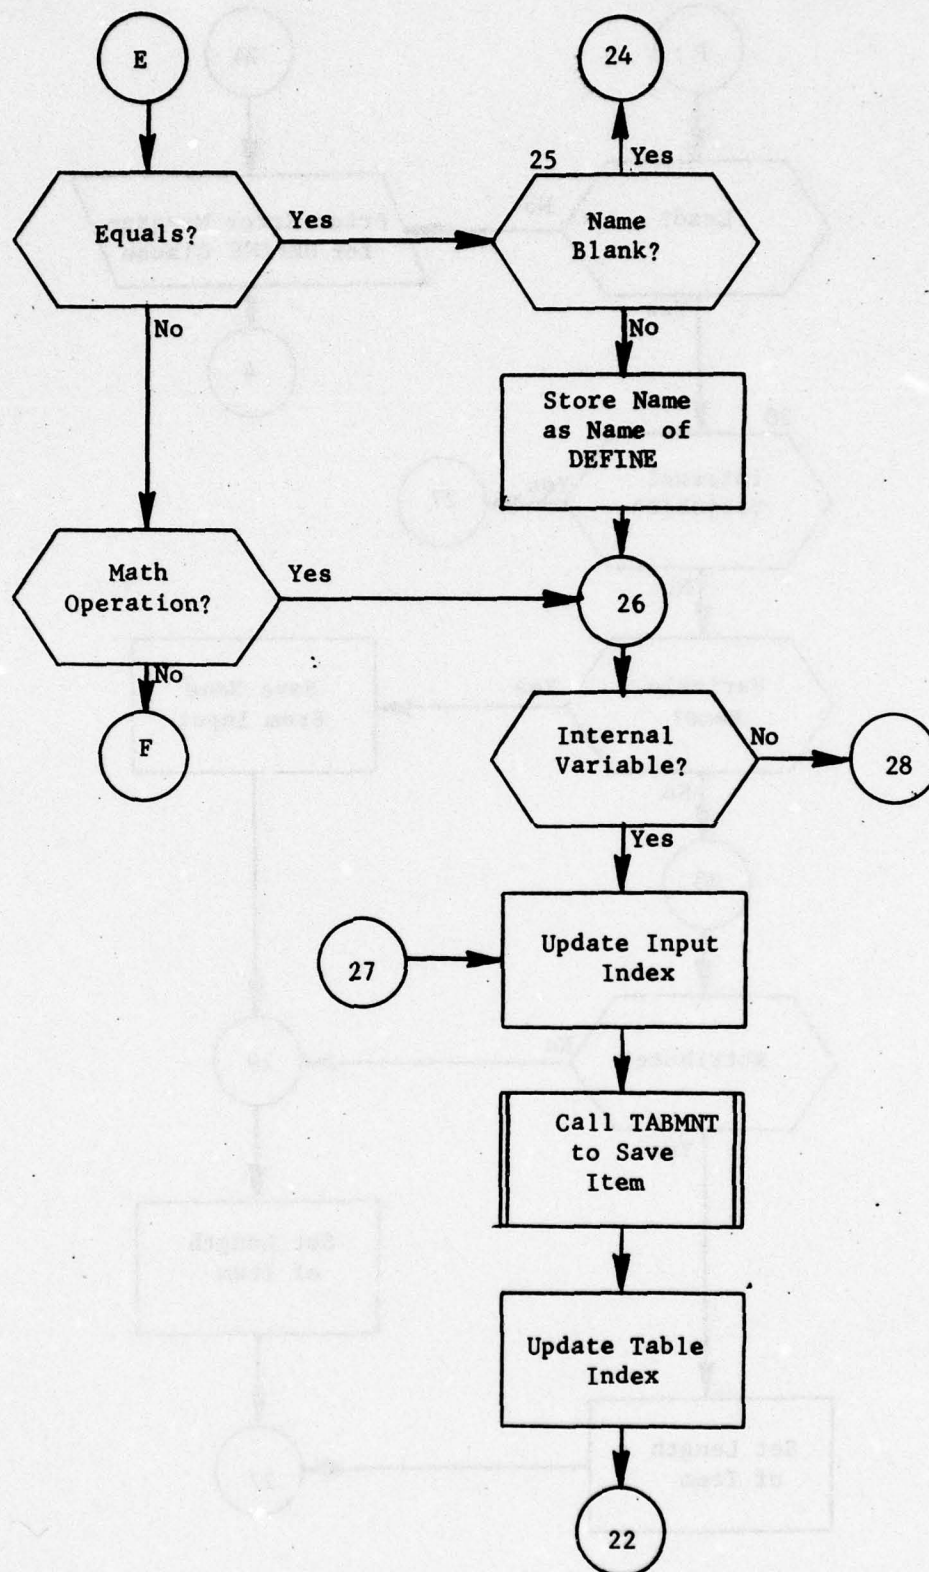 E
24
25
Yes
Equals?
Yes
Name
Blank?
No
No
Store Name
as Name of
DEFINE
Math
Operation?
Yes
26
No
F
Internal
Variable?
No
28
Yes
27
Update Input
Index
Call TABMNT
to Save
Item
Update Table
Index
22